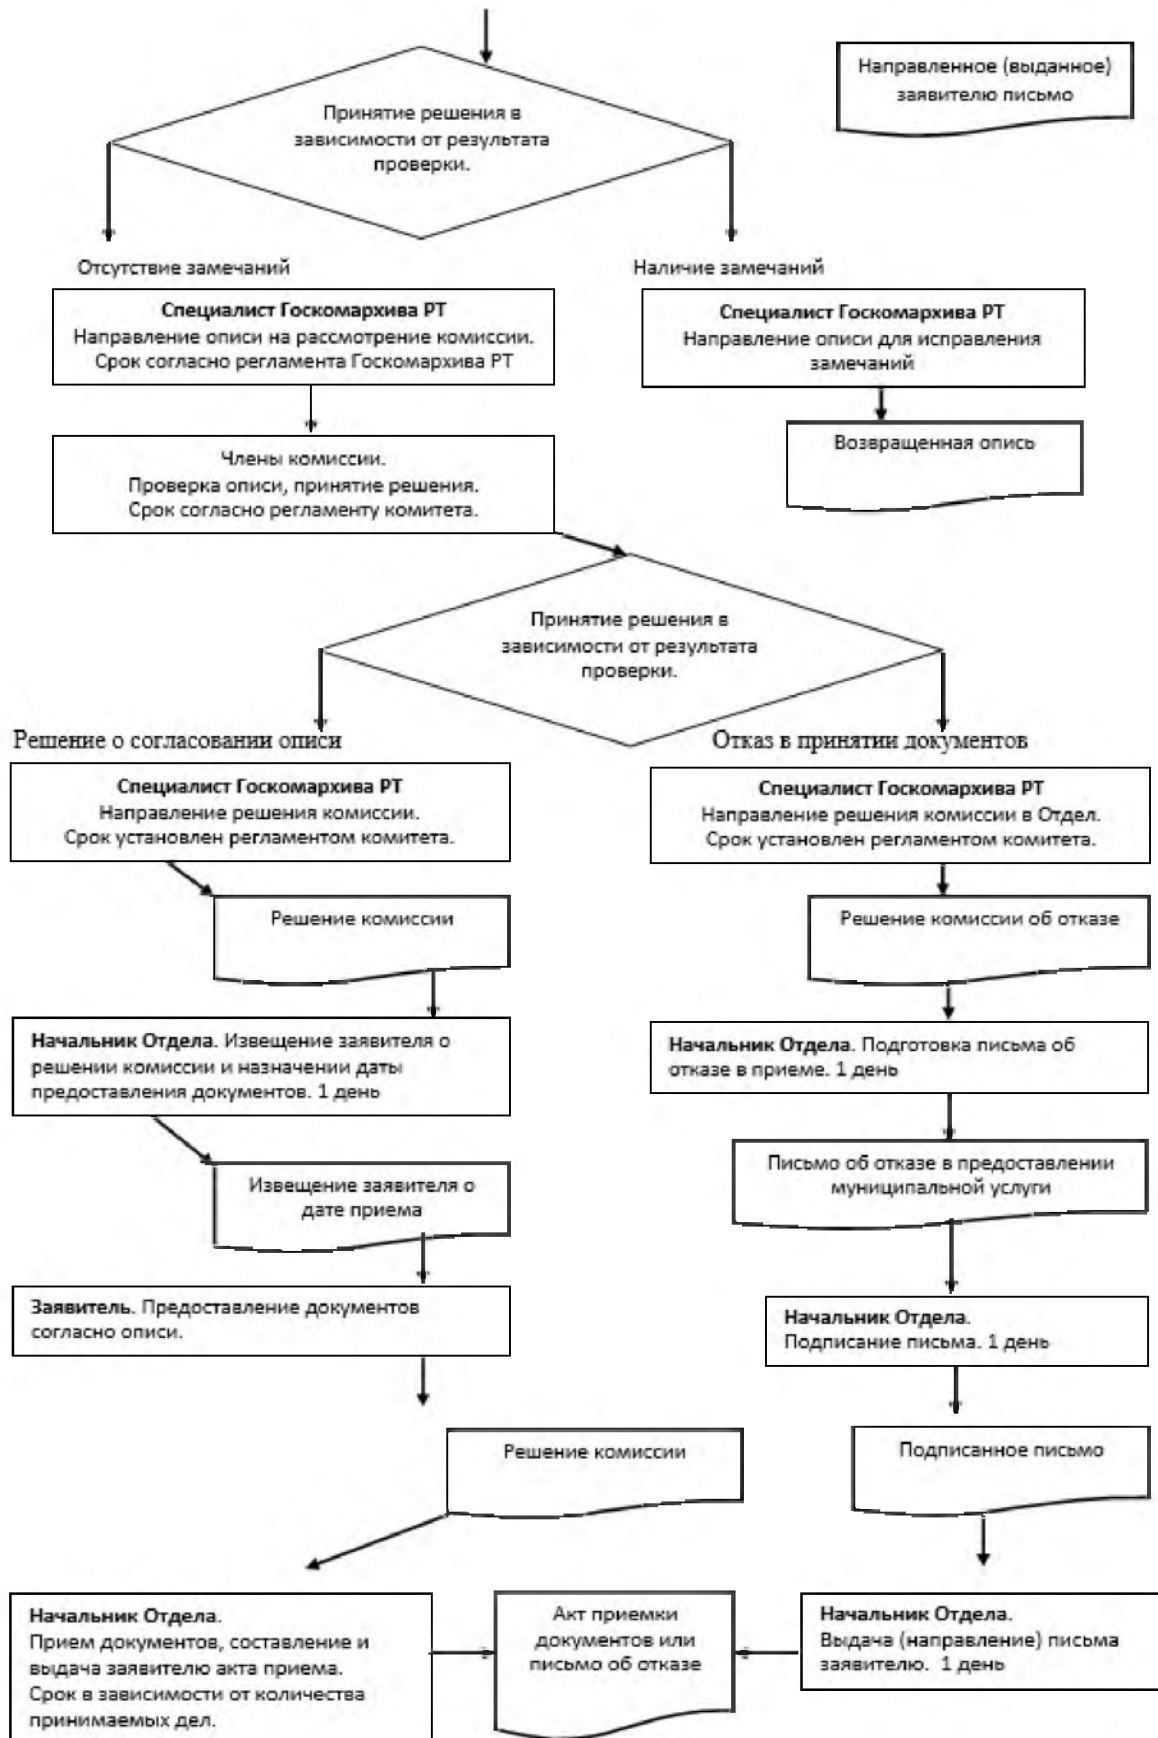 Принятие решения в
зависимости от результата
проверки.
Направленное (выданное)
заявителю письмо
Отсутствие замечаний
Наличие замечаний
Специалист Госкомархива РТ
Направление описи на рассмотрение комиссии.
Срок согласно регламента Госкомархива РТ
Специалист Госкомархива РТ
Направление описи для исправления
замечаний
Члены комиссии.
Проверка описи, принятие решения.
Срок согласно регламенту комитета.
Возвращенная опись
Принятие решения в
зависимости от результата
проверки.
Решение о согласовании описи
Отказ в принятии документов
Специалист Госкомархива РТ
Направление решения комиссии.
Срок установлен регламентом комитета.
Специалист Госкомархива РТ
Направление решения комиссии в Отдел.
Срок установлен регламентом комитета.
Решение комиссии
Решение комиссии об отказе
Начальник Отдела. Извещение заявителя о
решении комиссии и назначении даты
предоставления документов. 1 день
Начальник Отдела. Подготовка письма об
отказе в приеме. 1 день
Извещение заявителя о
дате приема
Письмо об отказе в предоставлении
муниципальной услуги
Заявитель. Предоставление документов
согласно описи.
Начальник Отдела.
Подписание письма. 1 день
Решение комиссии
Подписанное письмо
Начальник Отдела.
Прием документов, составление и
выдача заявителю акта приема.
Срок в зависимости от количества
принимаемых дел.
Акт приемки
документов или
письмо об отказе
Начальник Отдела.
Выдача (направление) письма
заявителю. 1 день